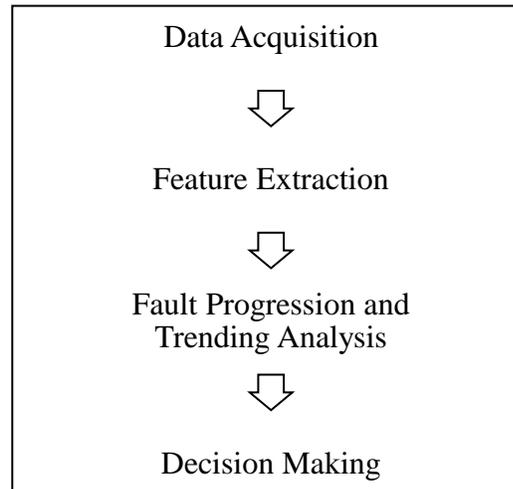 Data Acquisition
Feature Extraction
Fault Progression and
Trending Analysis
Decision Making